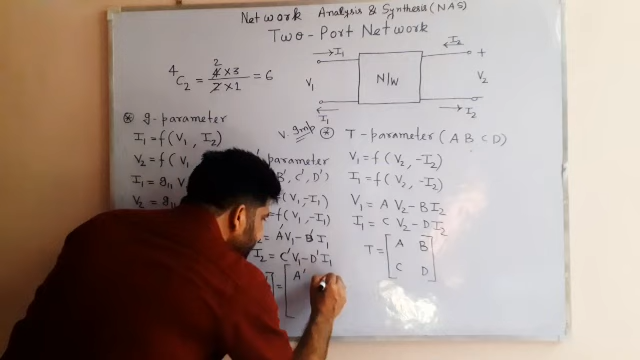 Network Analysis & Synthesis (NAS)
Two-Port Network
⁴C₂ = 4×3 / 2×1 = 6
2
I₁
I₂
+
V₁
N/W
V₂
I₁
I₂
* g-parameter
I₁ = f(V₁, I₂)
V₂ = f(V₁
I₁ = g₁₁ V
V₂ = g₂
parameter
B', C', D')
f(V₁, -I₁)
= f(V₁, -I₁)
= A'V₁ - B'I₁
I₂ = C'V₁ - D'I₁
= [A'
V. Imp * T-parameter (A B C D)
V₁ = f(V₂, -I₂)
I₁ = f(V₂, -I₂)
V₁ = A V₂ - B I₂
I₁ = C V₂ - D I₂
T = [A B
C D]